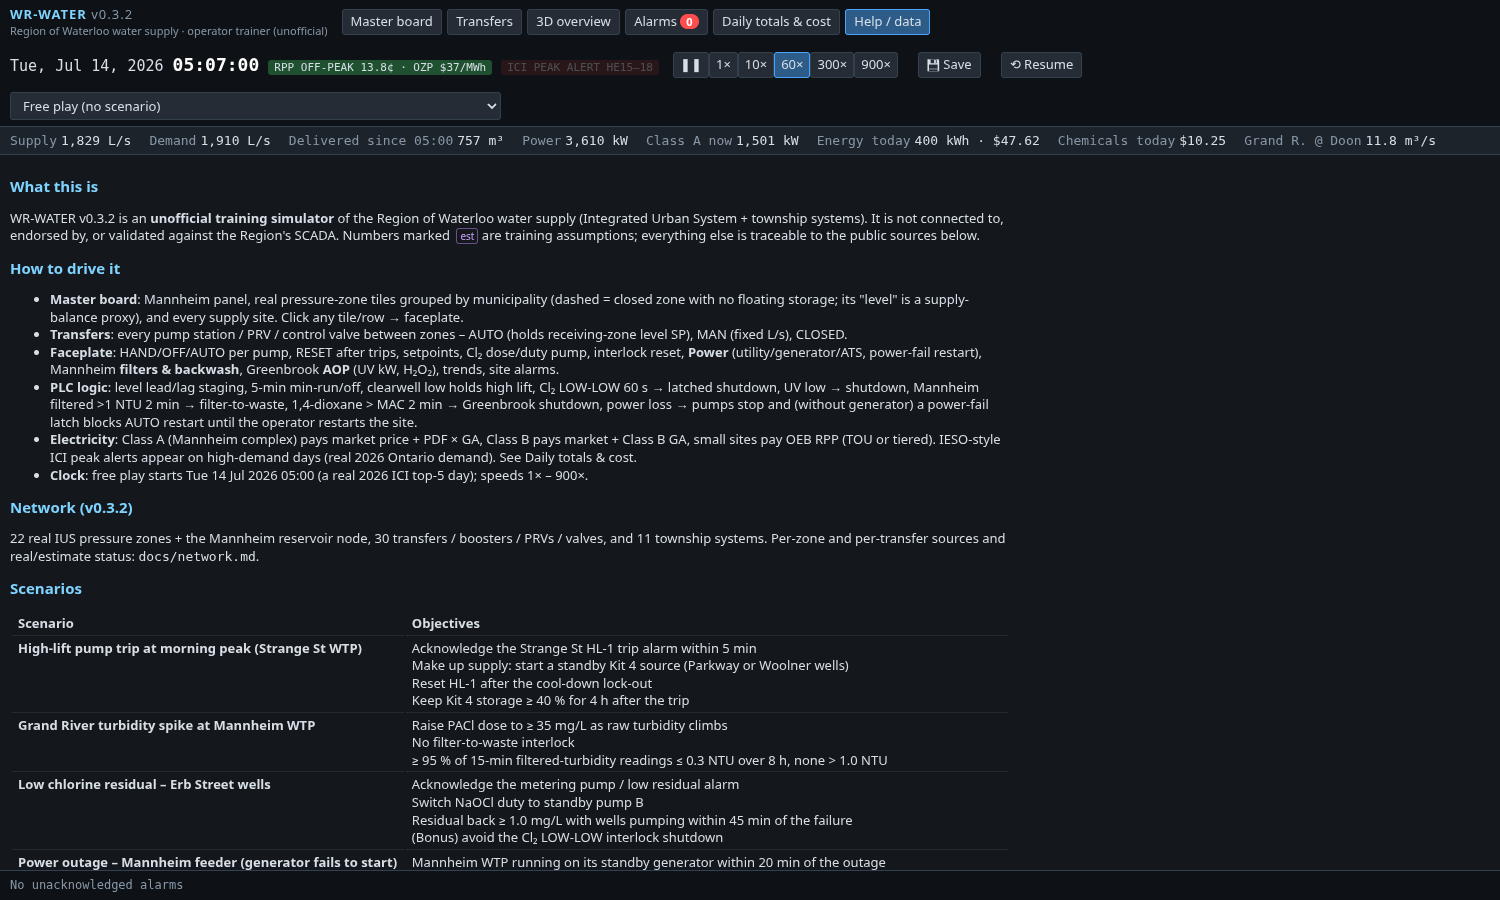 WR-WATER v0.3.2
Region of Waterloo water supply · operator trainer (unofficial)
Master board
Transfers
3D overview
Alarms 0
Daily totals & cost
Help / data
Tue, Jul 14, 2026 05:07:00 RPP OFF-PEAK 13.8¢ · OZP $37/MWh ICI PEAK ALERT HE15–18
❚❚ 1× 10× 60× 300× 900× 💾 Save ⟲ Resume
Free play (no scenario)
Supply 1,829 L/s Demand 1,910 L/s Delivered since 05:00 757 m³ Power 3,610 kW Class A now 1,501 kW Energy today 400 kWh · $47.62 Chemicals today $10.25 Grand R. @ Doon 11.8 m³/s
What this is
WR-WATER v0.3.2 is an unofficial training simulator of the Region of Waterloo water supply (Integrated Urban System + township systems). It is not connected to,
endorsed by, or validated against the Region's SCADA. Numbers marked est are training assumptions; everything else is traceable to the public sources below.
How to drive it
• Master board: Mannheim panel, real pressure-zone tiles grouped by municipality (dashed = closed zone with no floating storage; its "level" is a supply-
balance proxy), and every supply site. Click any tile/row → faceplate.
• Transfers: every pump station / PRV / control valve between zones – AUTO (holds receiving-zone level SP), MAN (fixed L/s), CLOSED.
• Faceplate: HAND/OFF/AUTO per pump, RESET after trips, setpoints, Cl₂ dose/duty pump, interlock reset, Power (utility/generator/ATS, power-fail restart),
Mannheim filters & backwash, Greenbrook AOP (UV kW, H₂O₂), trends, site alarms.
• PLC logic: level lead/lag staging, 5-min min-run/off, clearwell low holds high lift, Cl₂ LOW-LOW 60 s → latched shutdown, UV low → shutdown, Mannheim
filtered >1 NTU 2 min → filter-to-waste, 1,4-dioxane > MAC 2 min → Greenbrook shutdown, power loss → pumps stop and (without generator) a power-fail
latch blocks AUTO restart until the operator restarts the site.
• Electricity: Class A (Mannheim complex) pays market price + PDF × GA, Class B pays market + Class B GA, small sites pay OEB RPP (TOU or tiered). IESO-style
ICI peak alerts appear on high-demand days (real 2026 Ontario demand). See Daily totals & cost.
• Clock: free play starts Tue 14 Jul 2026 05:00 (a real 2026 ICI top-5 day); speeds 1× – 900×.
Network (v0.3.2)
22 real IUS pressure zones + the Mannheim reservoir node, 30 transfers / boosters / PRVs / valves, and 11 township systems. Per-zone and per-transfer sources and
real/estimate status: docs/network.md.
Scenarios
Scenario Objectives
High-lift pump trip at morning peak (Strange St WTP) Acknowledge the Strange St HL-1 trip alarm within 5 min
Make up supply: start a standby Kit 4 source (Parkway or Woolner wells)
Reset HL-1 after the cool-down lock-out
Keep Kit 4 storage ≥ 40 % for 4 h after the trip
Grand River turbidity spike at Mannheim WTP Raise PACl dose to ≥ 35 mg/L as raw turbidity climbs
No filter-to-waste interlock
≥ 95 % of 15-min filtered-turbidity readings ≤ 0.3 NTU over 8 h, none > 1.0 NTU
Low chlorine residual – Erb Street wells Acknowledge the metering pump / low residual alarm
Switch NaOCl duty to standby pump B
Residual back ≥ 1.0 mg/L with wells pumping within 45 min of the failure
(Bonus) avoid the Cl₂ LOW-LOW interlock shutdown
Power outage – Mannheim feeder (generator fails to start) Mannheim WTP running on its standby generator within 20 min of the outage
No unacknowledged alarms